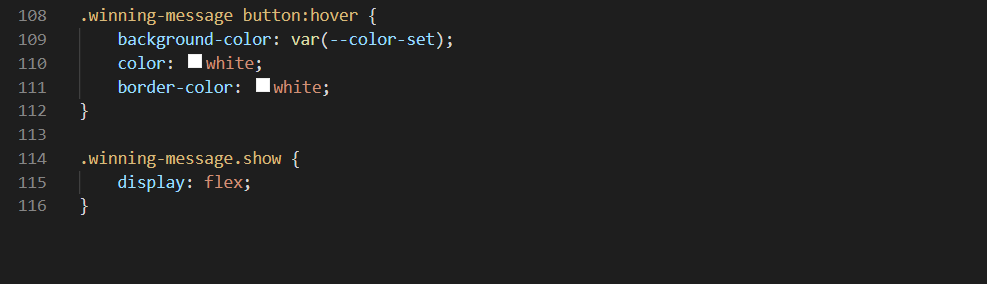 108 .winning-message button:hover {
109 background-color: var(--color-set);
110 color: white;
111 border-color: white;
112 }
113
114 .winning-message.show {
115 display: flex;
116 }